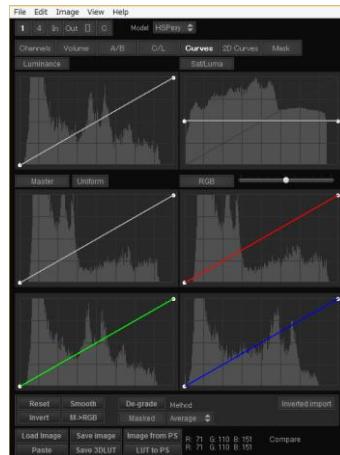 File Edit Image View Help
1 4 In Out [] C Model HSPexy
Channels Volume A/B C/L Curves 2D Curves Mask
Luminance Sat/Luma
Master Uniform RGB
Reset Smooth De-grade Method Inverted import
Invert M->RGB Masked Average
Load Image Save image Image from PS R: 71 G: 110 B: 151 Compare
Paste Save 3DLUT LUT to PS R: 71 G: 110 B: 151